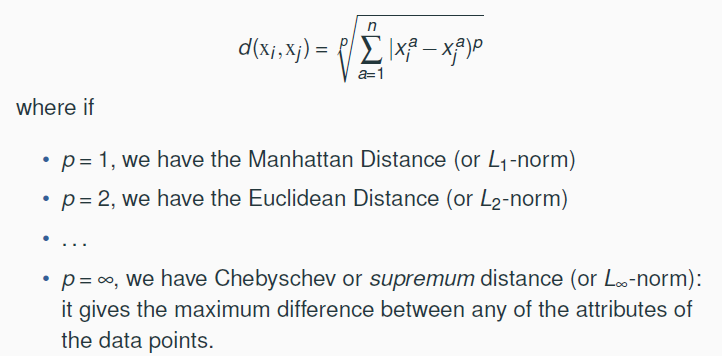 d(xᵢ,xⱼ) = ᵖ√∑ₐ₌₁ⁿ |xᵢᵃ − xⱼᵃ)ᵖ
where if
• p = 1, we have the Manhattan Distance (or L₁-norm)
• p = 2, we have the Euclidean Distance (or L₂-norm)
• . . .
• p = ∞, we have Chebyschev or supremum distance (or L∞-norm):
it gives the maximum difference between any of the attributes of
the data points.